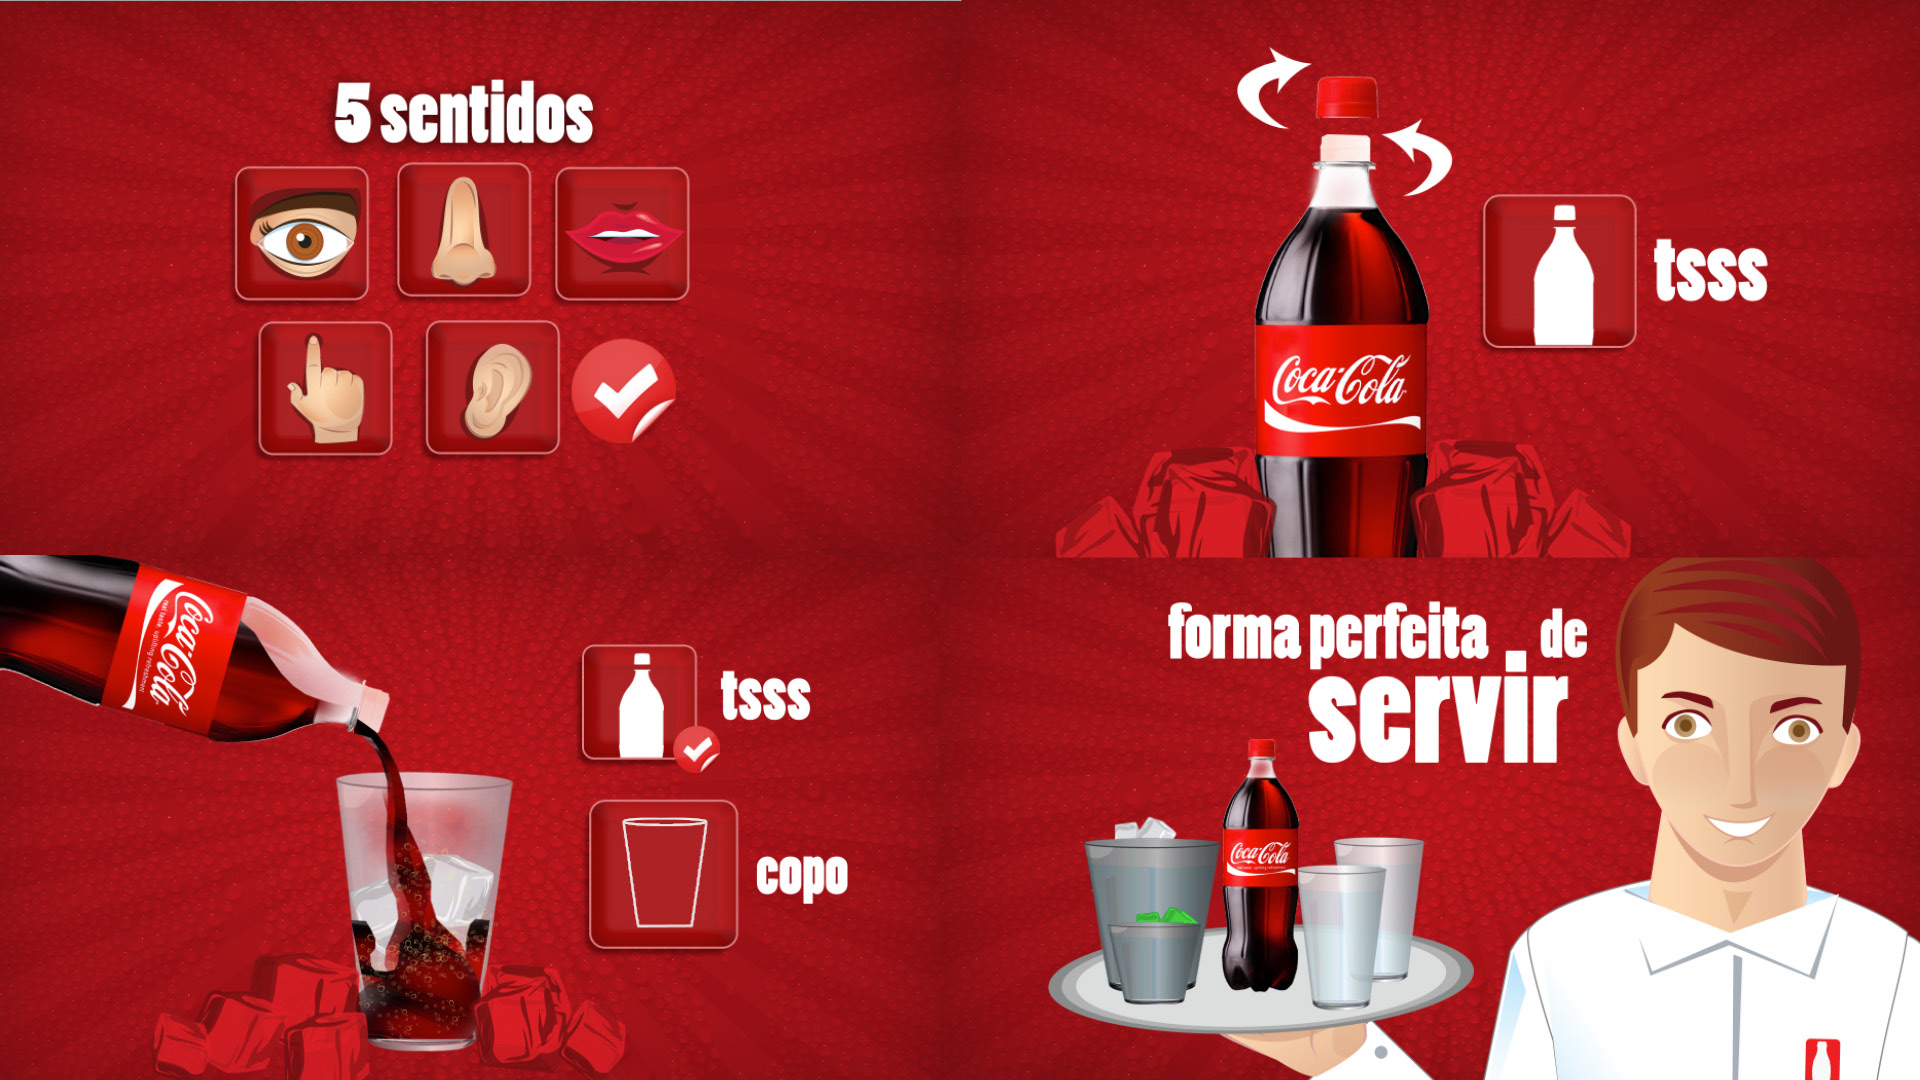 5 sentidos
Coca-Cola
tsss
Coca-Cola
tsss
copo
forma perfeita de
servir
Coca-Cola